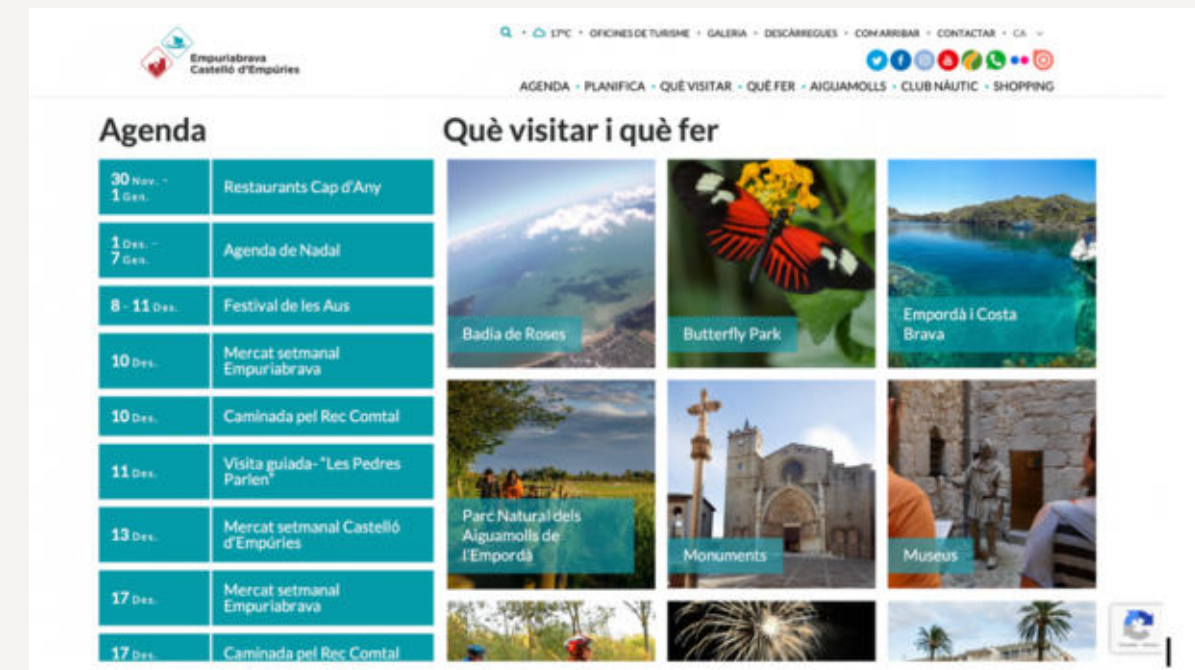 17ºC • OFICINES DE TURISME • GALERIA • DESCÀRREGUES • COM ARRIBAR • CONTACTAR • CA
Empuriabrava
Castelló d'Empúries
AGENDA • PLANIFICA • QUÈ VISITAR • QUÈ FER • AIGUAMOLLS • CLUB NÀUTIC • SHOPPING
Agenda
30 Nov. -
1 Gen.
Restaurants Cap d'Any
1 Des. -
7 Gen.
Agenda de Nadal
8 - 11 Des.
Festival de les Aus
10 Des.
Mercat setmanal
Empuriabrava
10 Des.
Caminada pel Rec Comtal
11 Des.
Visita guiada- "Les Pedres
Parlen"
13 Des.
Mercat setmanal Castelló
d'Empúries
17 Des.
Mercat setmanal
Empuriabrava
17 Des.
Caminada pel Rec Comtal
Què visitar i què fer
Badia de Roses
Butterfly Park
Empordà i Costa
Brava
Parc Natural dels
Aiguamolls de
l'Empordà
Monuments
Museus